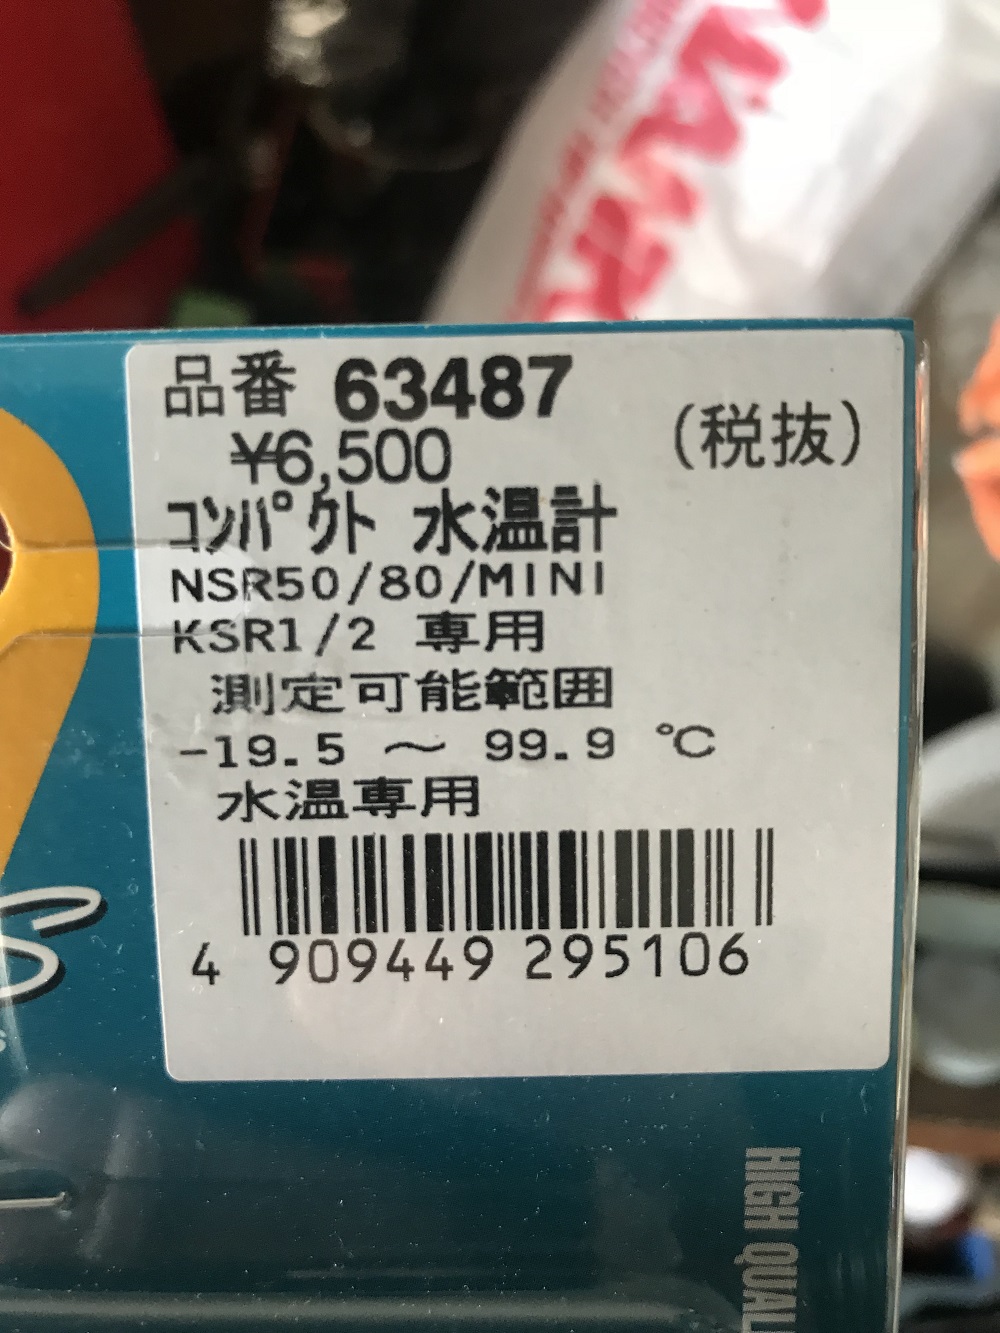 品番 63487
¥6,500 (税抜)
コンパクト 水温計
NSR50/80/MINI
KSR1/2 専用
測定可能範囲
-19.5 ～ 99.9 ℃
水温専用
4 909449 295106
HIGH QUAL